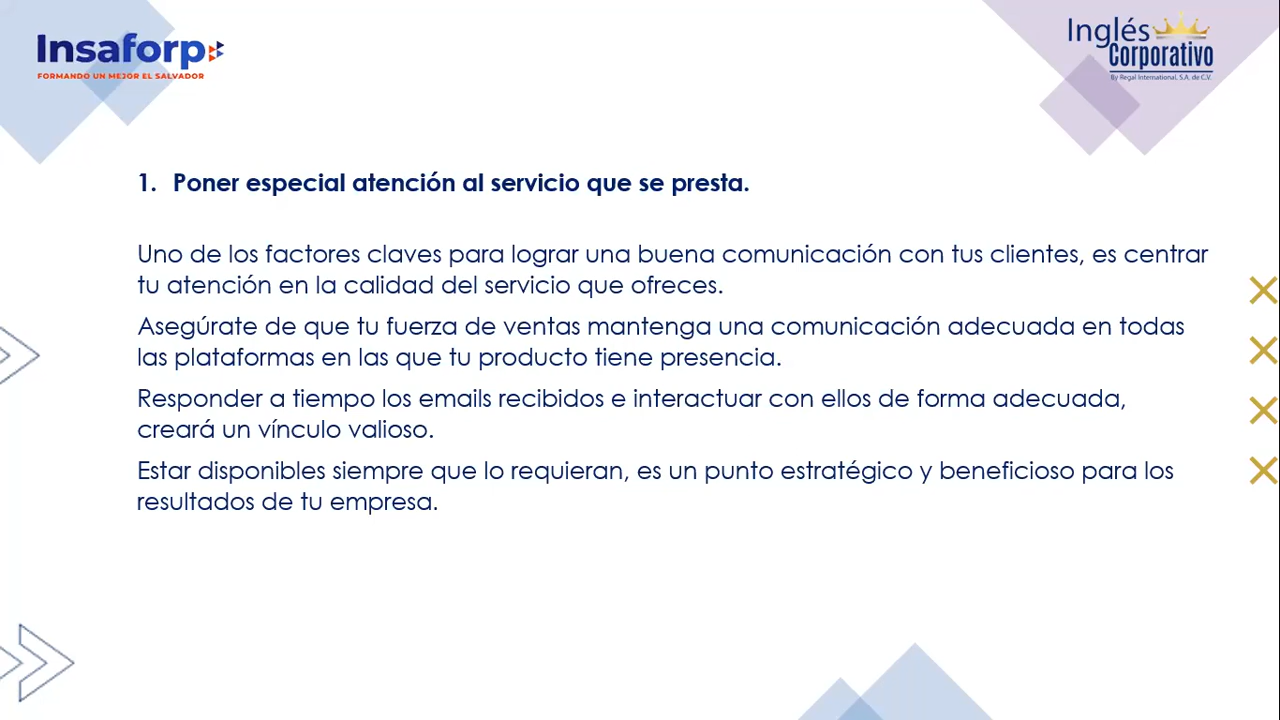 Insaforp
FORMANDO UN MEJOR EL SALVADOR
Inglés
Corporativo
By Regal International, S.A. de C.V.
1. Poner especial atención al servicio que se presta.
Uno de los factores claves para lograr una buena comunicación con tus clientes, es centrar
tu atención en la calidad del servicio que ofreces.
Asegúrate de que tu fuerza de ventas mantenga una comunicación adecuada en todas
las plataformas en las que tu producto tiene presencia.
Responder a tiempo los emails recibidos e interactuar con ellos de forma adecuada,
creará un vínculo valioso.
Estar disponibles siempre que lo requieran, es un punto estratégico y beneficioso para los
resultados de tu empresa.